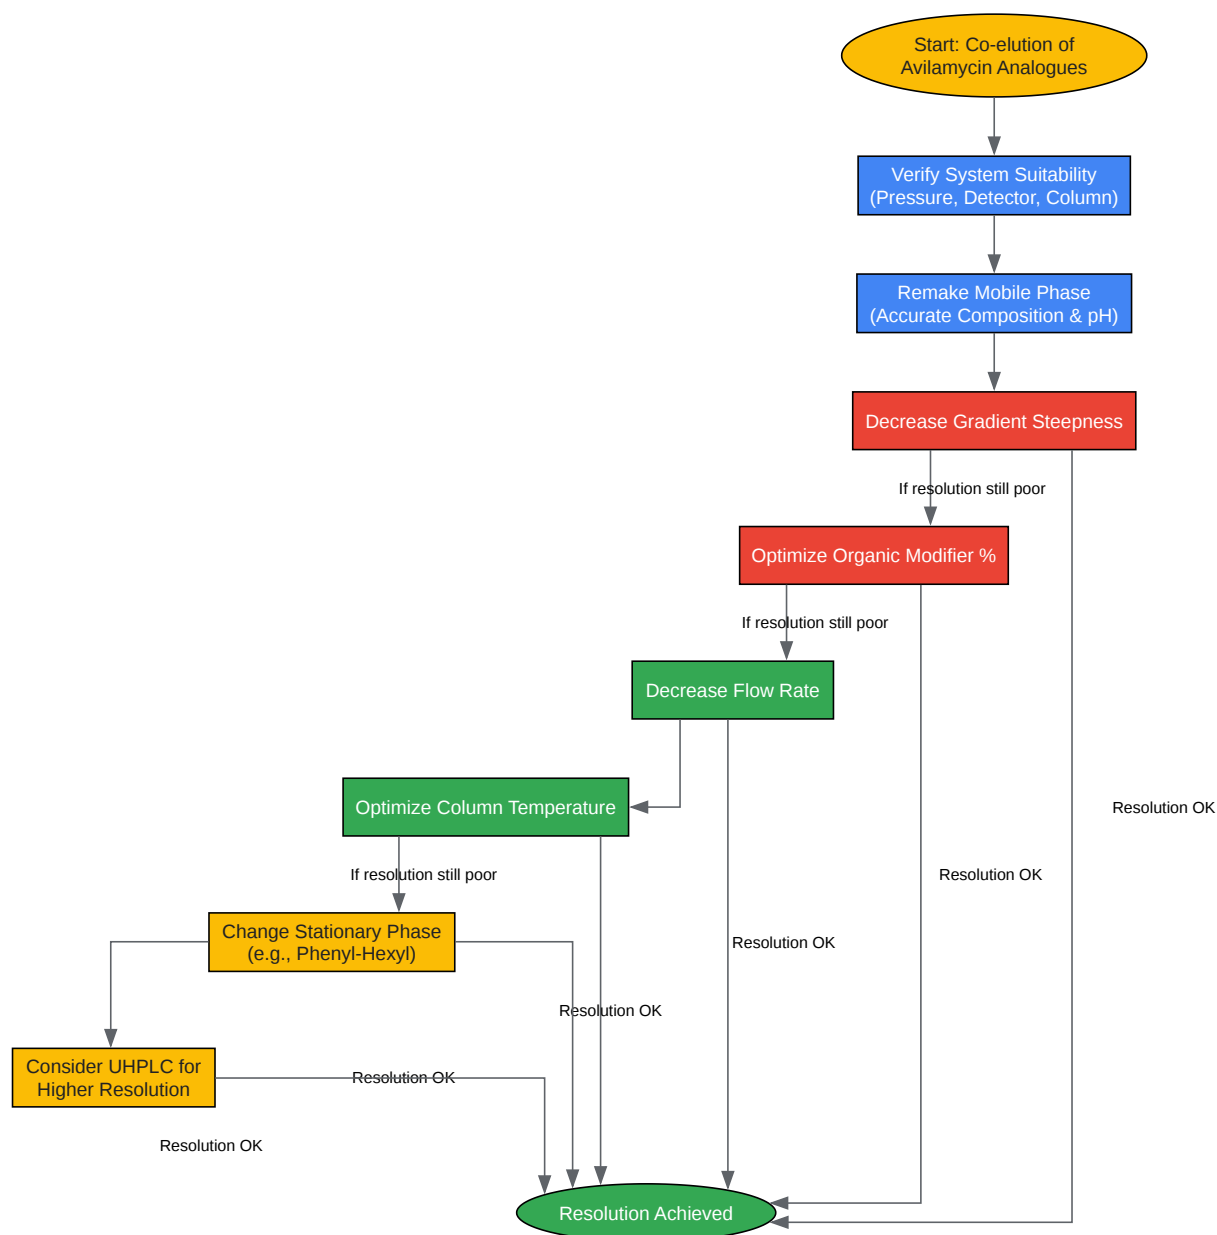 Start: Co-elution of
Avilamycin Analogues
Verify System Suitability
(Pressure, Detector, Column)
Remake Mobile Phase
(Accurate Composition & pH)
Decrease Gradient Steepness
If resolution still poor
Optimize Organic Modifier %
If resolution still poor
Decrease Flow Rate
Optimize Column Temperature
Resolution OK
If resolution still poor
Resolution OK
Change Stationary Phase
(e.g., Phenyl-Hexyl)
Resolution OK
Resolution OK
Consider UHPLC for
Higher Resolution
Resolution OK
Resolution OK
Resolution Achieved